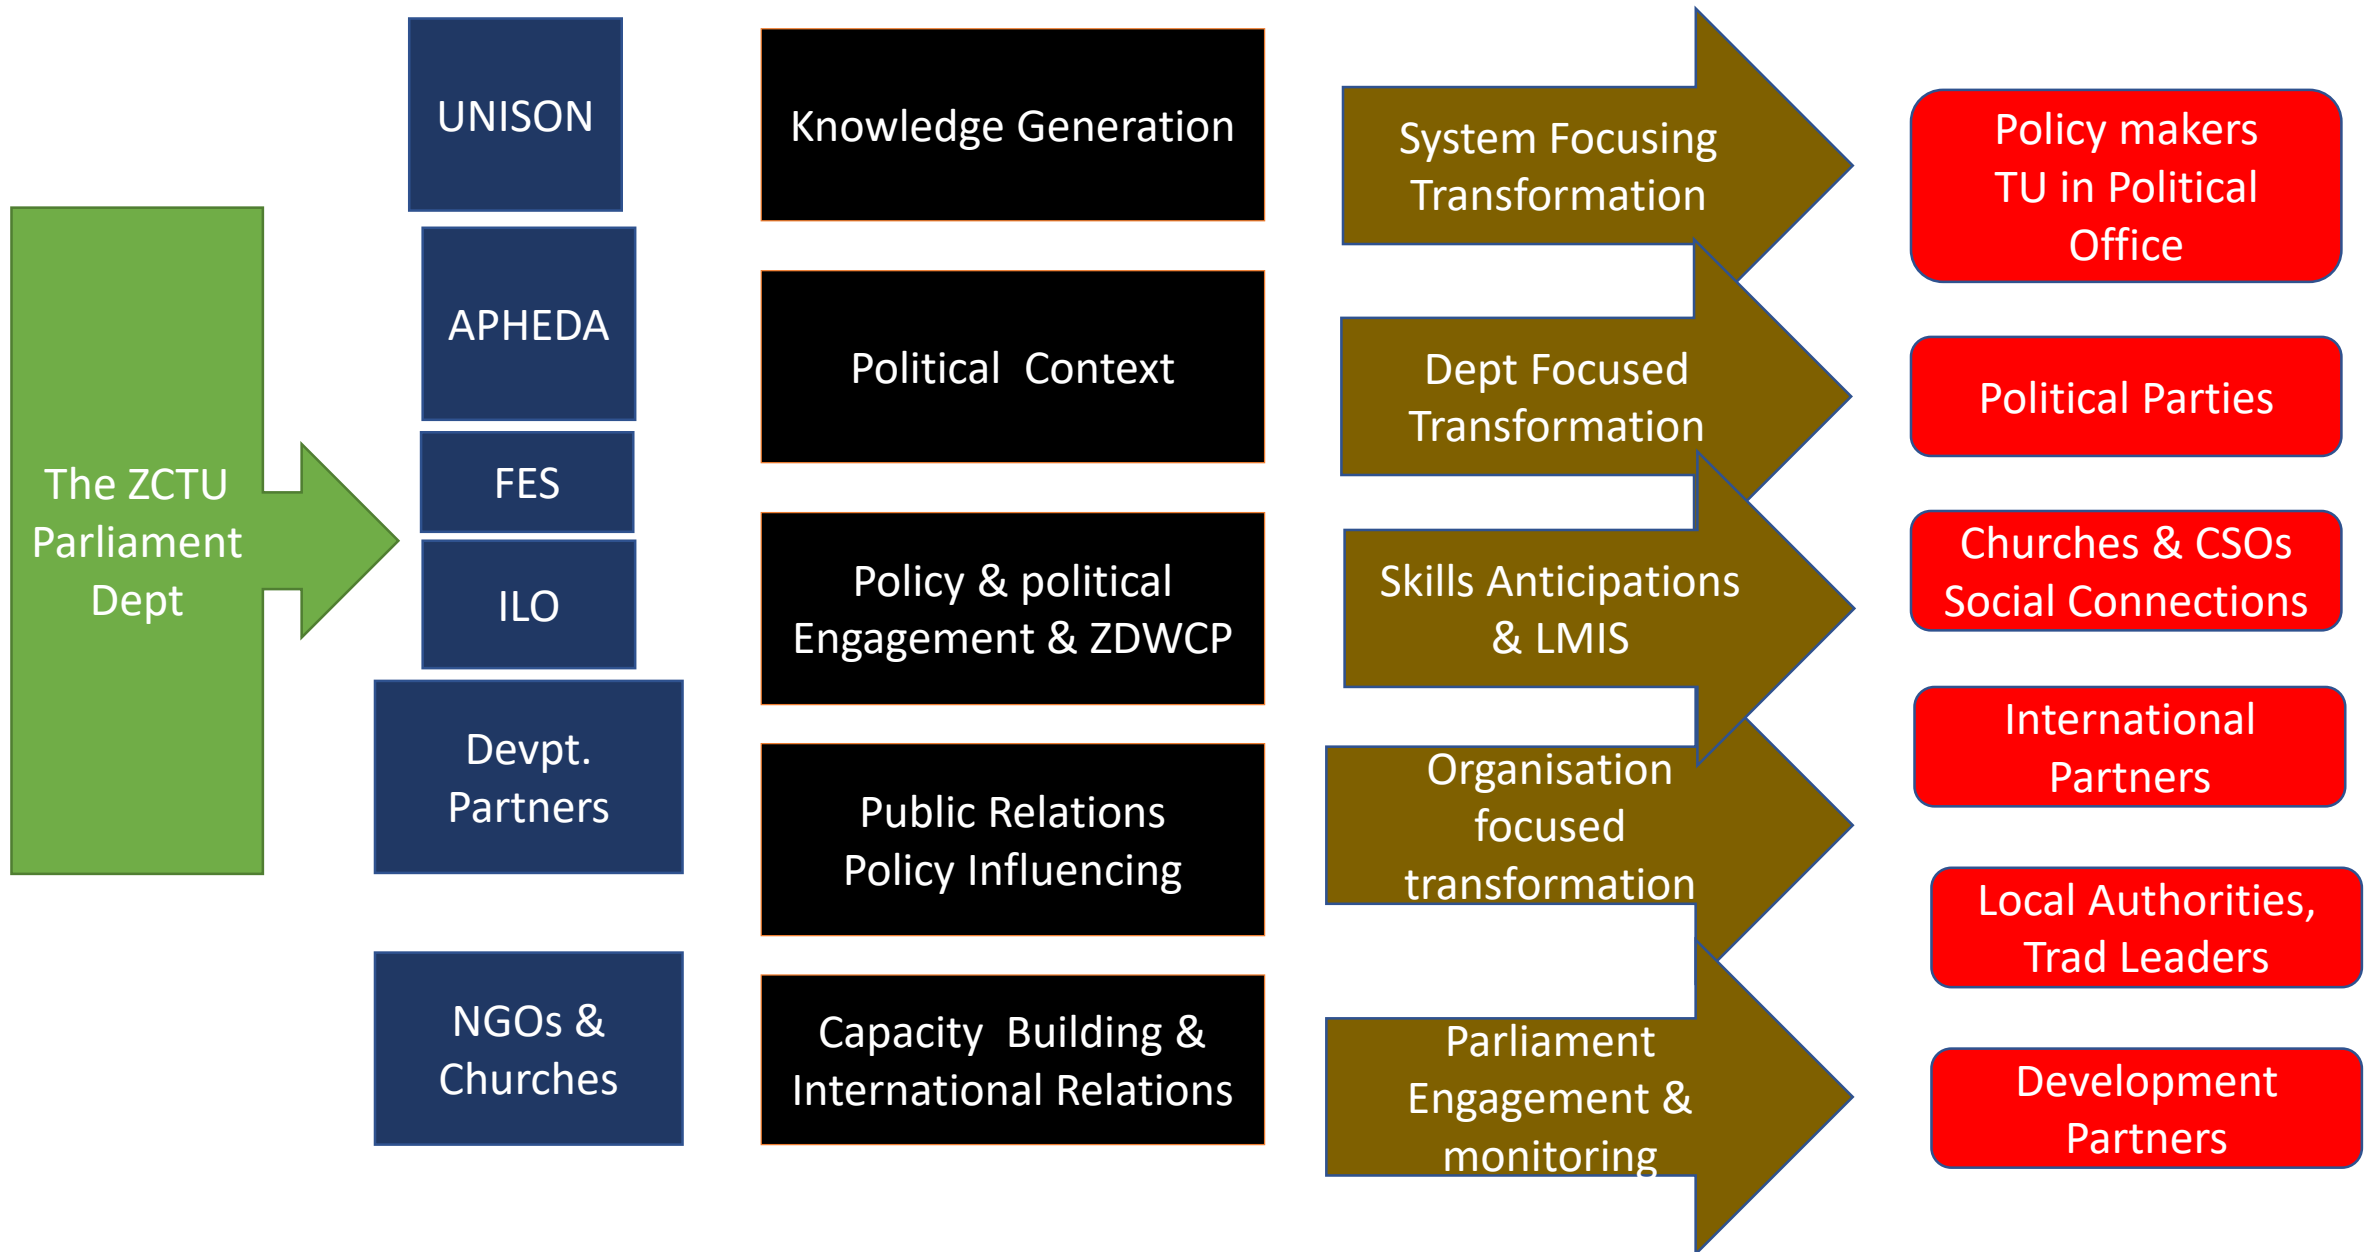 The ZCTU
Parliament
Dept
UNISON
APHEDA
FES
ILO
Devpt.
Partners
NGOs &
Churches
Knowledge Generation
Political  Context
Policy & political
Engagement & ZDWCP
Public Relations
Policy Influencing
Capacity  Building &
International Relations
System Focusing
Transformation
Dept Focused
Transformation
Skills Anticipations
& LMIS
Organisation
focused
transformation
Parliament
Engagement &
monitoring
Policy makers
TU in Political
Office
Political Parties
Churches & CSOs
Social Connections
International
Partners
Local Authorities,
Trad Leaders
Development
Partners